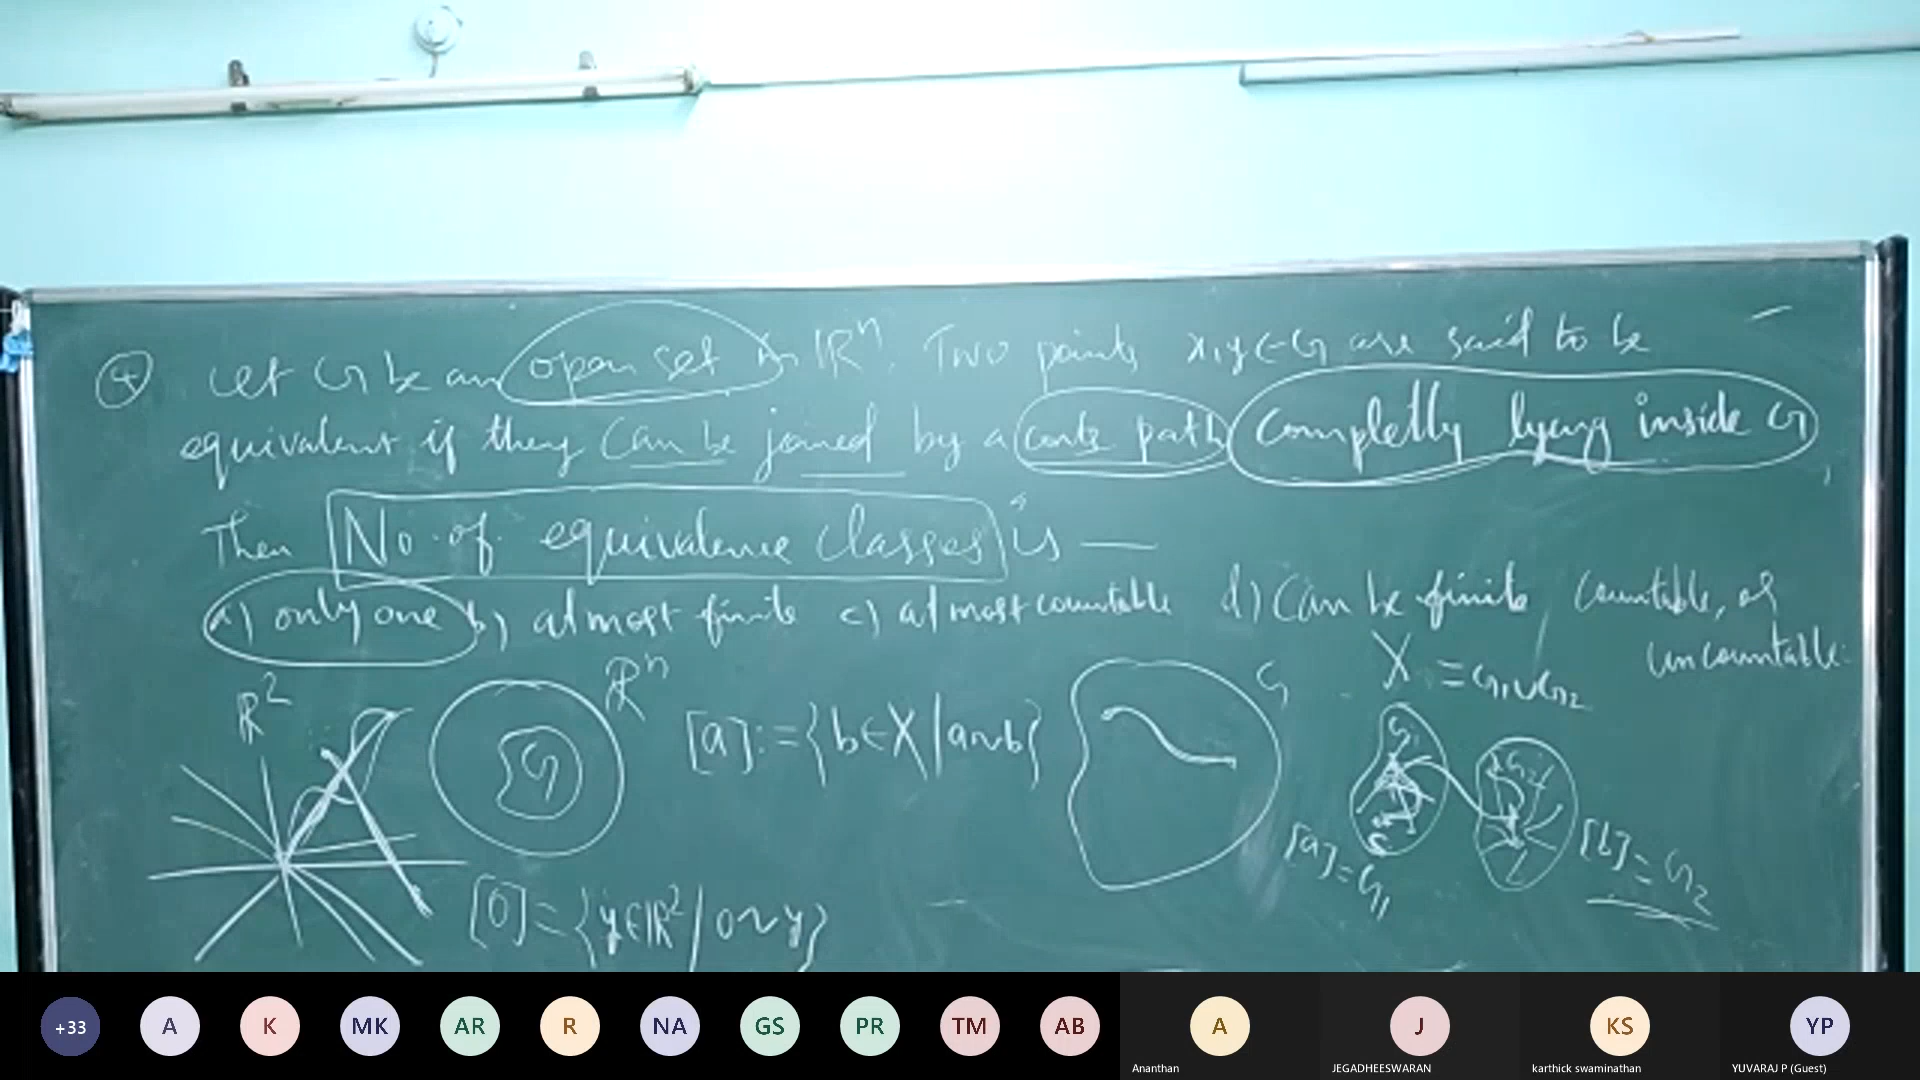 Q Let G be an open set in ℝⁿ. Two points x,y∈G are said to be
equivalent if they can be joined by a conts path completly lying inside G,
Then No. of equivalence classes is —
a) only one b) atmost finite c) atmost countable d) Can be finite countable, or
uncountable.
X = G₁∪G₂
ℝ² ℝⁿ [a]:={b∈X|a~b} G
G G₁ G₂
[a]=G₁ [b]=G₂
[0]={y∈ℝ²/0~y}
+33 A K MK AR R NA GS PR TM AB A J KS YP
Ananthan JEGADHEESWARAN karthick swaminathan YUVARAJ P (Guest)